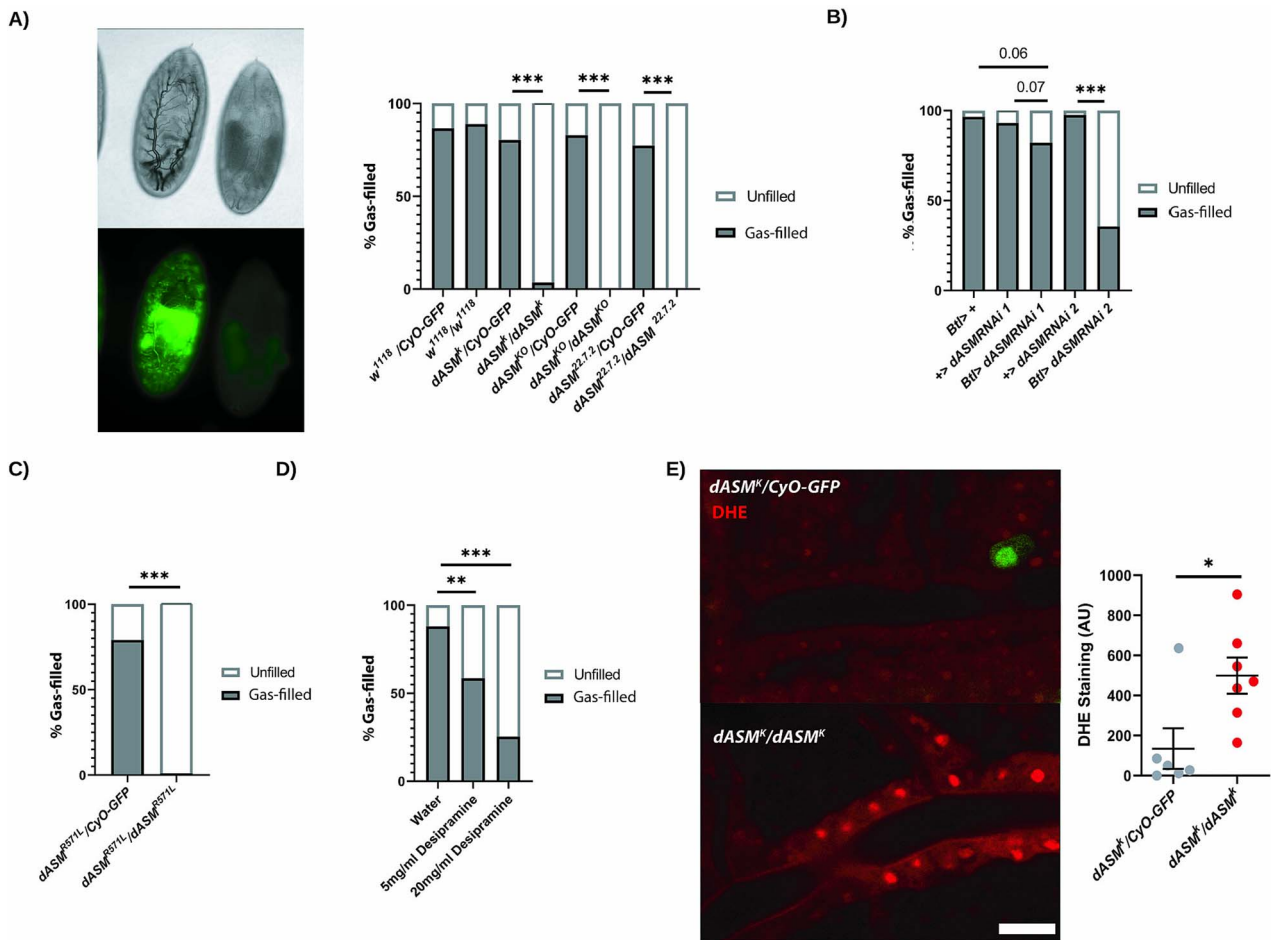 A)
***
***
***
100
50
0
% Gas-filled
Unfilled
Gas-filled
w1118 /CyO-GFP
w1118/w1118
dASMk/CyO-GFP
dASMk/dASMk
dASMKO/CyO-GFP
dASMKO/dASMKO
dASM22.7.2/CyO-GFP
dASM22.7.2/dASM 22.7.2
B)
0.06
0.07
***
100
50
0
% Gas-filled
Unfilled
Gas-filled
Btl> +
+> dASMRNAi 1
Btl> dASMRNAi 1
+> dASMRNAi 2
Btl> dASMRNAi 2
C)
***
100
50
0
% Gas-filled
Unfilled
Gas-filled
dASMR571L/CyO-GFP
dASMR571L/dASMR571L
D)
***
**
100
50
0
% Gas-filled
Unfilled
Gas-filled
Water
5mg/ml Desipramine
20mg/ml Desipramine
E)
dASMK/CyO-GFP
DHE
dASMK/dASMK
*
1000
800
600
400
200
0
DHE Staining (AU)
dASMK/CyO-GFP
dASMK/dASMk